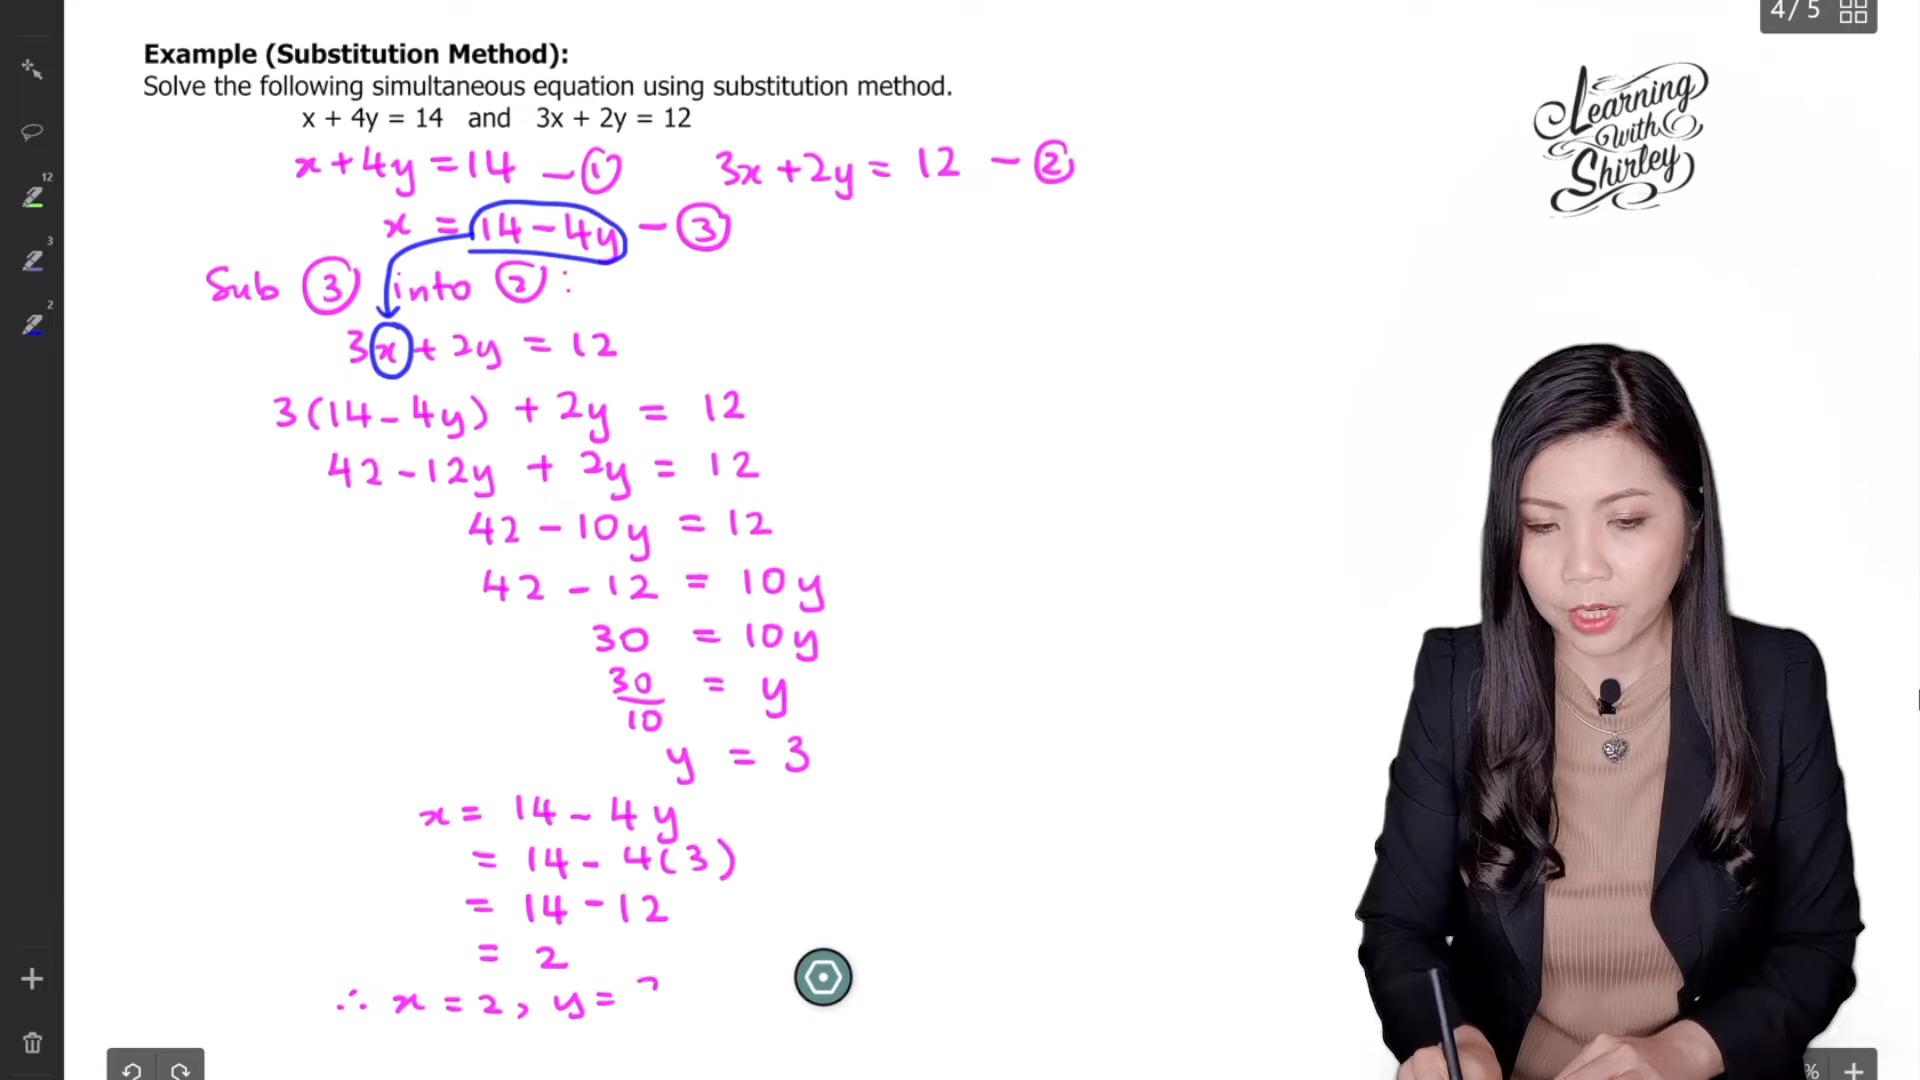 4/5
Example (Substitution Method):
Solve the following simultaneous equation using substitution method.
x + 4y = 14 and 3x + 2y = 12
Learning
with
Shirley
x + 4y = 14 – ① 3x + 2y = 12 – ②
x = 14 – 4y – ③
Sub ③ into ② :
3x + 2y = 12
3(14 – 4y) + 2y = 12
42 – 12y + 2y = 12
42 – 10y = 12
42 – 12 = 10y
30 = 10y
30/10 = y
y = 3
x = 14 – 4y
= 14 – 4(3)
= 14 – 12
= 2
∴ x = 2, y =
12
3
2
%